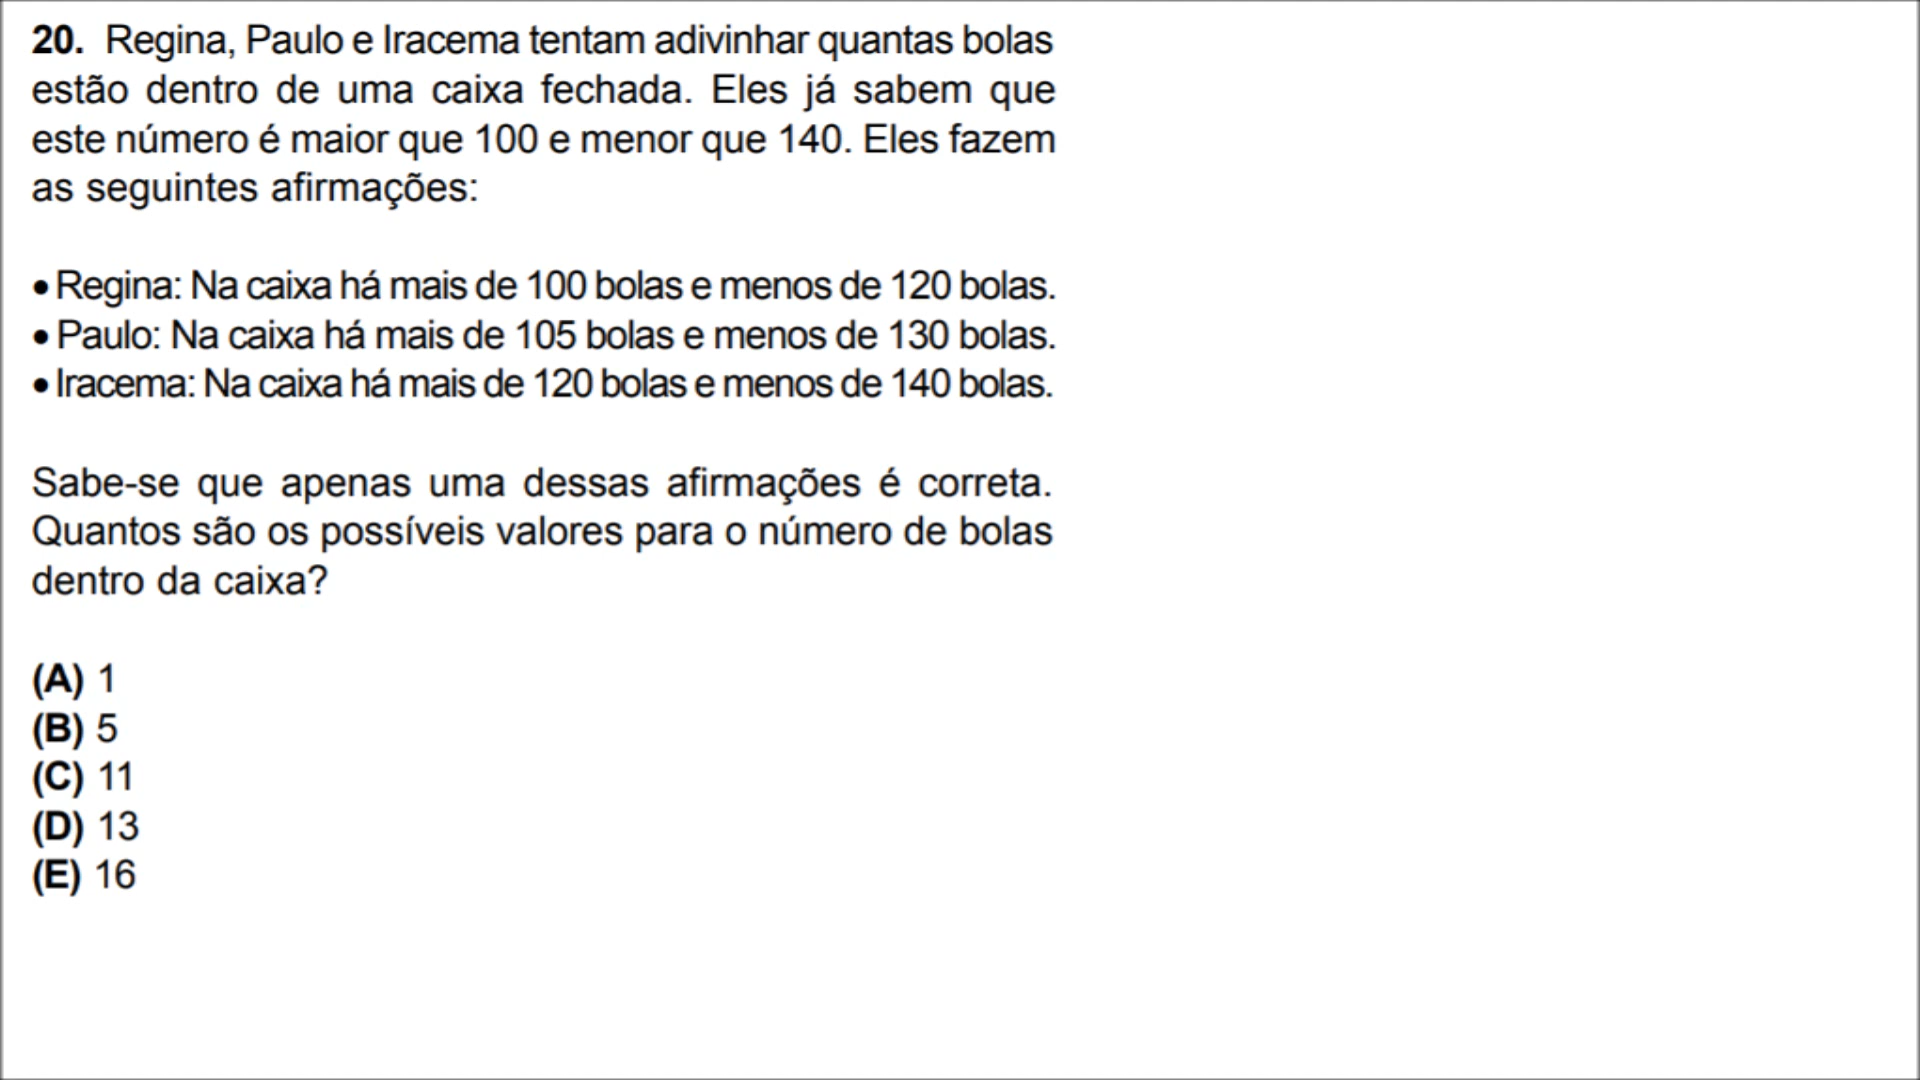 20. Regina, Paulo e Iracema tentam adivinhar quantas bolas
estão dentro de uma caixa fechada. Eles já sabem que
este número é maior que 100 e menor que 140. Eles fazem
as seguintes afirmações:
• Regina: Na caixa há mais de 100 bolas e menos de 120 bolas.
• Paulo: Na caixa há mais de 105 bolas e menos de 130 bolas.
• Iracema: Na caixa há mais de 120 bolas e menos de 140 bolas.
Sabe-se que apenas uma dessas afirmações é correta.
Quantos são os possíveis valores para o número de bolas
dentro da caixa?
(A) 1
(B) 5
(C) 11
(D) 13
(E) 16